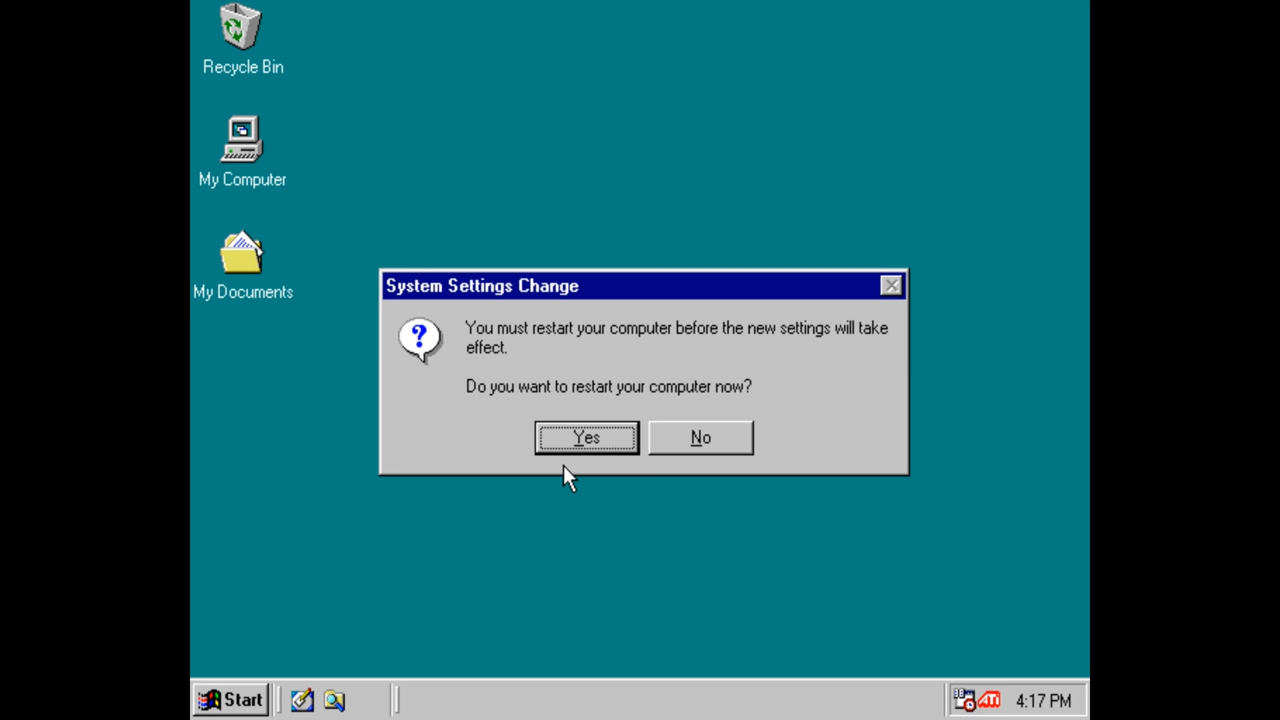 Recycle Bin
My Computer
My Documents
System Settings Change
You must restart your computer before the new settings will take
effect.
Do you want to restart your computer now?
Yes
No
Start
ATI
4:17 PM